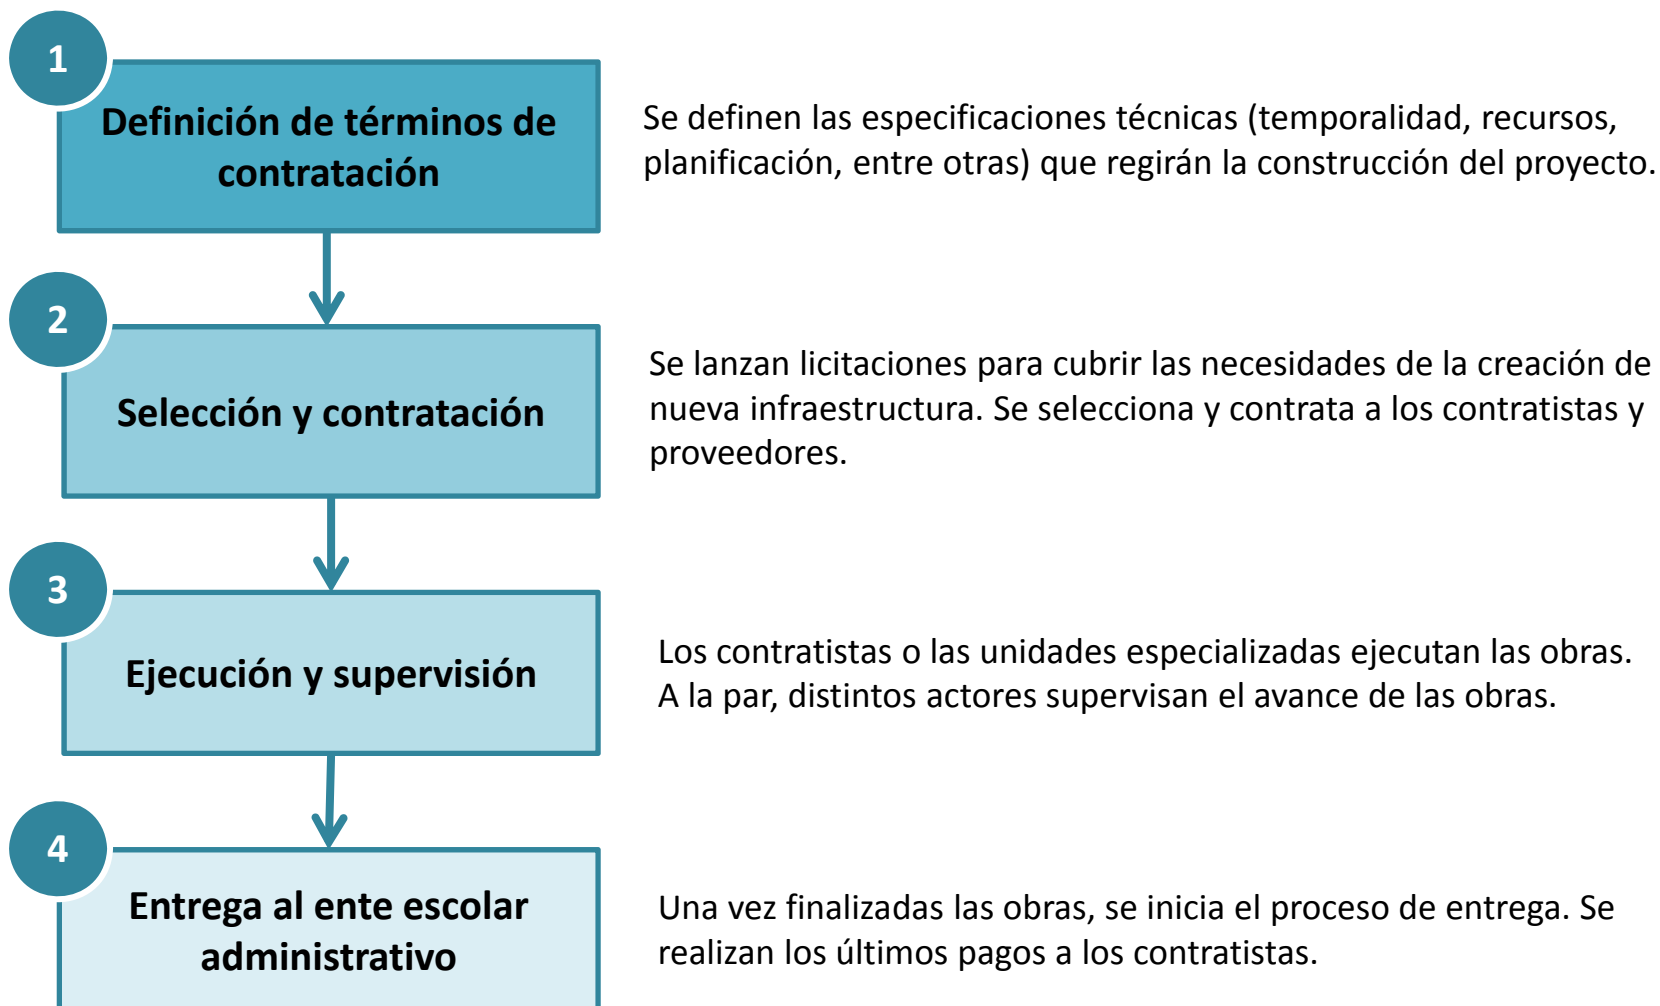 1
Definición de términos de
contratación
Se definen las especificaciones técnicas (temporalidad, recursos,
planificación, entre otras) que regirán la construcción del proyecto.
2
Selección y contratación
Se lanzan licitaciones para cubrir las necesidades de la creación de
nueva infraestructura. Se selecciona y contrata a los contratistas y
proveedores.
3
Ejecución y supervisión
Los contratistas o las unidades especializadas ejecutan las obras.
A la par, distintos actores supervisan el avance de las obras.
4
Entrega al ente escolar
administrativo
Una vez finalizadas las obras, se inicia el proceso de entrega. Se
realizan los últimos pagos a los contratistas.